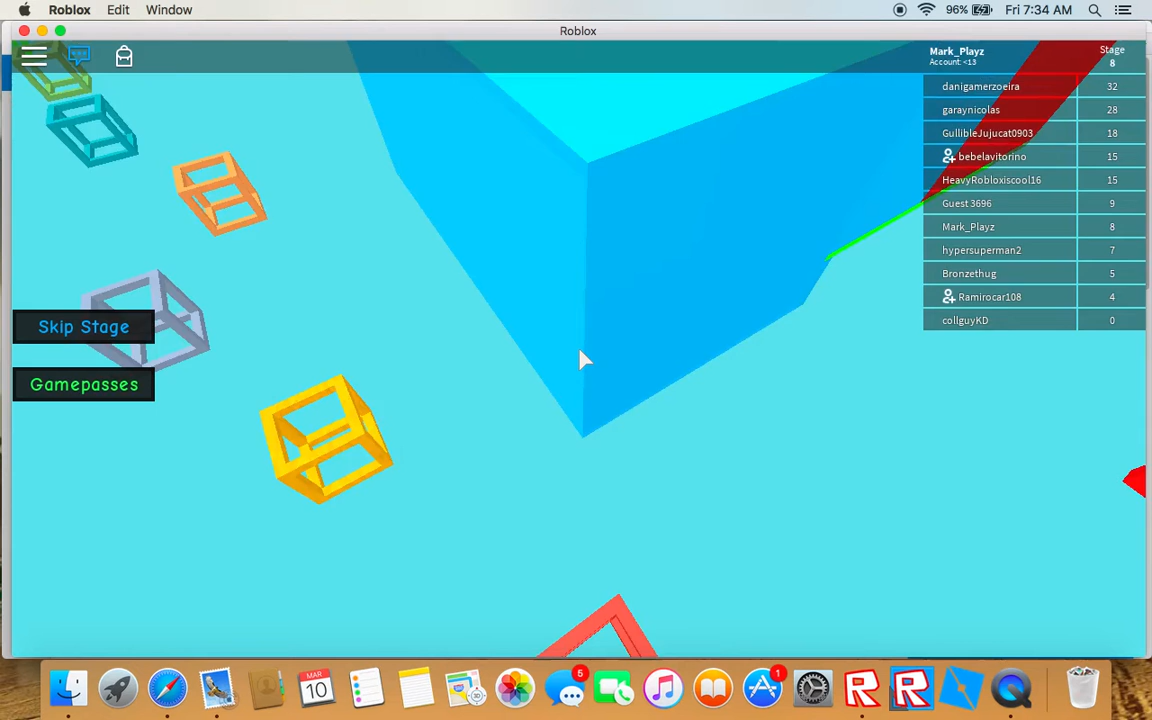 Roblox Edit Window 96% Fri 7:34 AM
Roblox
Mark_Playz Stage
Account: <13 8
danigamerzoeira 32
garaynicolas 28
GullibleJujucat0903 18
bebelavitorino 15
HeavyRobloxiscool16 15
Guest 3696 9
Mark_Playz 8
hypersuperman2 7
Bronzethug 5
Ramirocar108 4
collguyKD 0
Skip Stage
Gamepasses
5 1
MAR
10